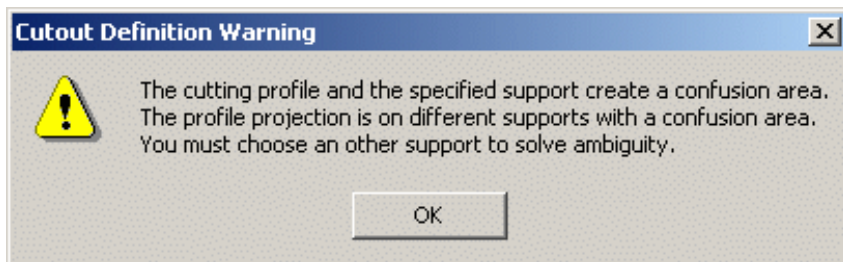 Cutout Definition Warning
The cutting profile and the specified support create a confusion area.
The profile projection is on different supports with a confusion area.
You must choose an other support to solve ambiguity.
OK